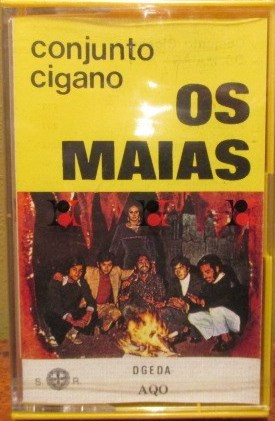 conjunto
cigano
OS
MAIAS
R R R
DGEDA
S R
AQO